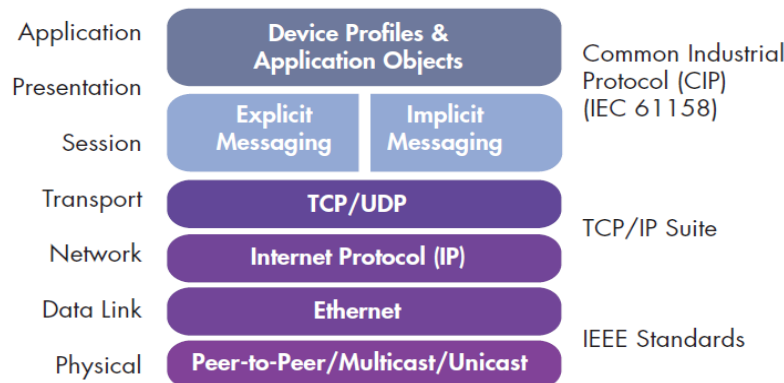 Application
Device Profiles &
Application Objects
Common Industrial
Protocol (CIP)
(IEC 61158)
Presentation
Explicit
Messaging
Implicit
Messaging
Session
Transport
TCP/UDP
TCP/IP Suite
Network
Internet Protocol (IP)
Data Link
Ethernet
IEEE Standards
Physical
Peer-to-Peer/Multicast/Unicast